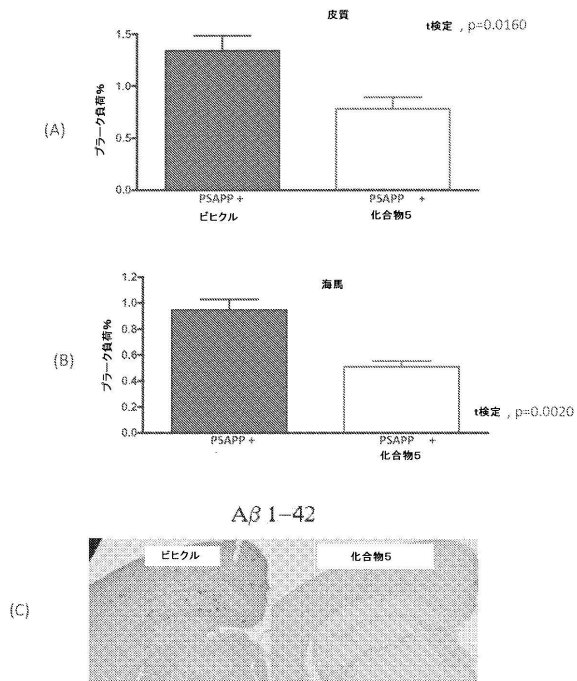 皮質
t検定 , p=0.0160
(A)
プラーク負荷%
1.5
1.0
0.5
0.0
PSAPP +
ビヒクル
PSAPP +
化合物5
海馬
(B)
プラーク負荷%
1.2
1.0
0.8
0.6
0.4
0.2
0.0
t検定 , p=0.0020
PSAPP +
PSAPP +
化合物5
Aβ 1–42
(C)
ビヒクル
化合物5